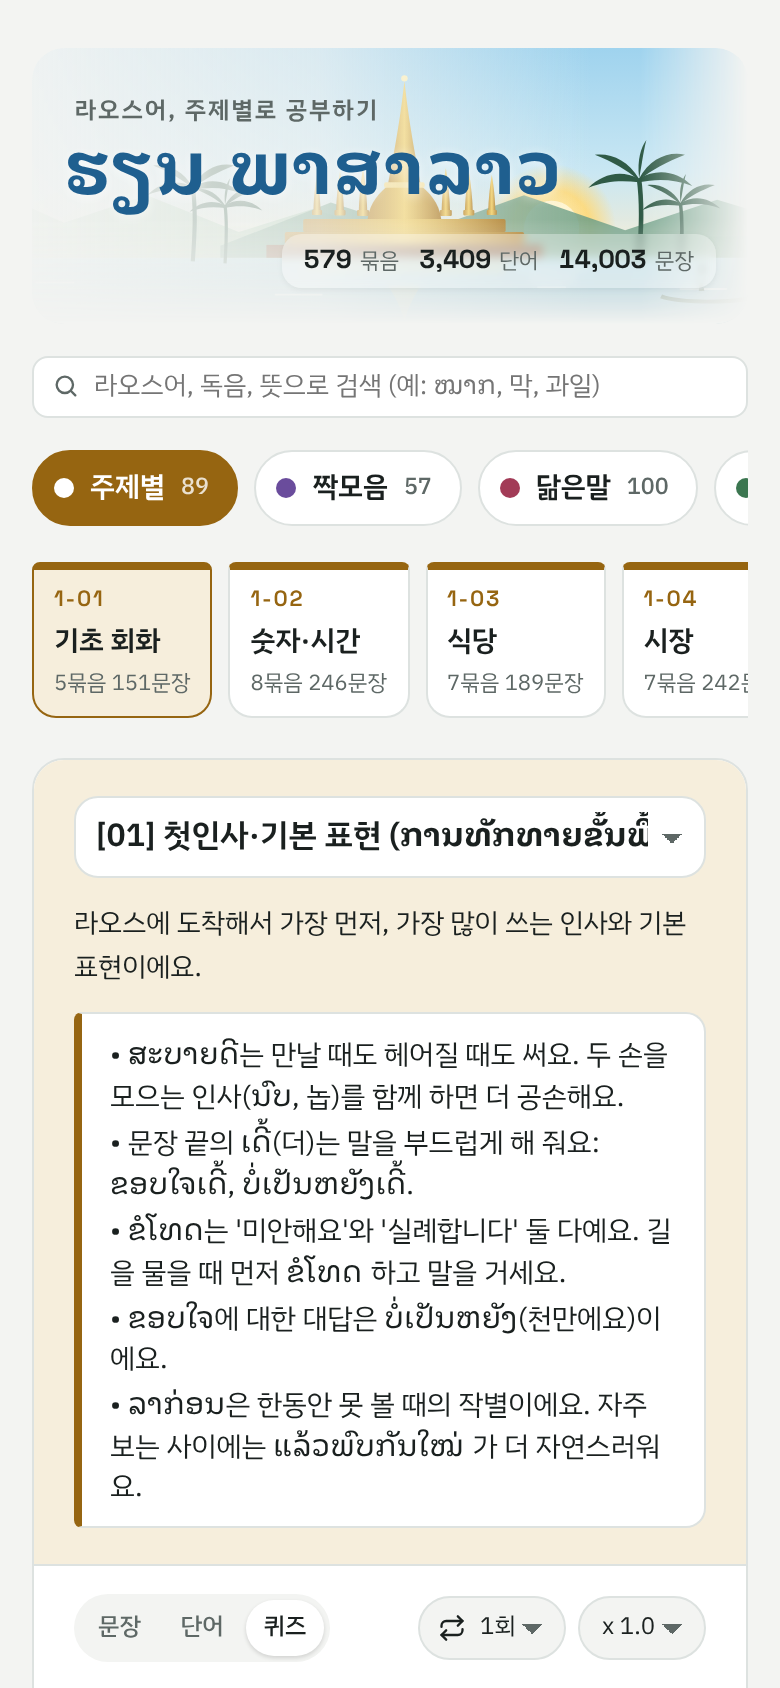 라오스어, 주제별로 공부하기
ຮຽນ ພາສາລາວ
579 묶음 3,409 단어 14,003 문장
라오스어, 독음, 뜻으로 검색 (예: ໝາກ, 막, 과일)
주제별 89 짝모음 57 닮은말 100
1-01 1-02 1-03 1-04
기초 회화 숫자·시간 식당 시장
5묶음 151문장 8묶음 246문장 7묶음 189문장 7묶음 242
[01] 첫인사·기본 표현 (ການທັກທາຍຂັ້ນພື້
라오스에 도착해서 가장 먼저, 가장 많이 쓰는 인사와 기본
표현이에요.
• ສະບາຍດີ는 만날 때도 헤어질 때도 써요. 두 손을
모으는 인사(ນົບ, 놉)를 함께 하면 더 공손해요.
• 문장 끝의 ເດີ້(더)는 말을 부드럽게 해 줘요:
ຂອບໃຈເດີ້, ບໍ່ເປັນຫຍັງເດີ້.
• ຂໍໂທດ는 '미안해요'와 '실례합니다' 둘 다예요. 길
을 물을 때 먼저 ຂໍໂທດ 하고 말을 거세요.
• ຂອບໃຈ에 대한 대답은 ບໍ່ເປັນຫຍັງ(천만에요)이
에요.
• ລາກ່ອນ은 한동안 못 볼 때의 작별이에요. 자주
보는 사이에는 ແລ້ວພົບກັນໃໝ່ 가 더 자연스러워
요.
문장 단어 퀴즈 1회 x 1.0